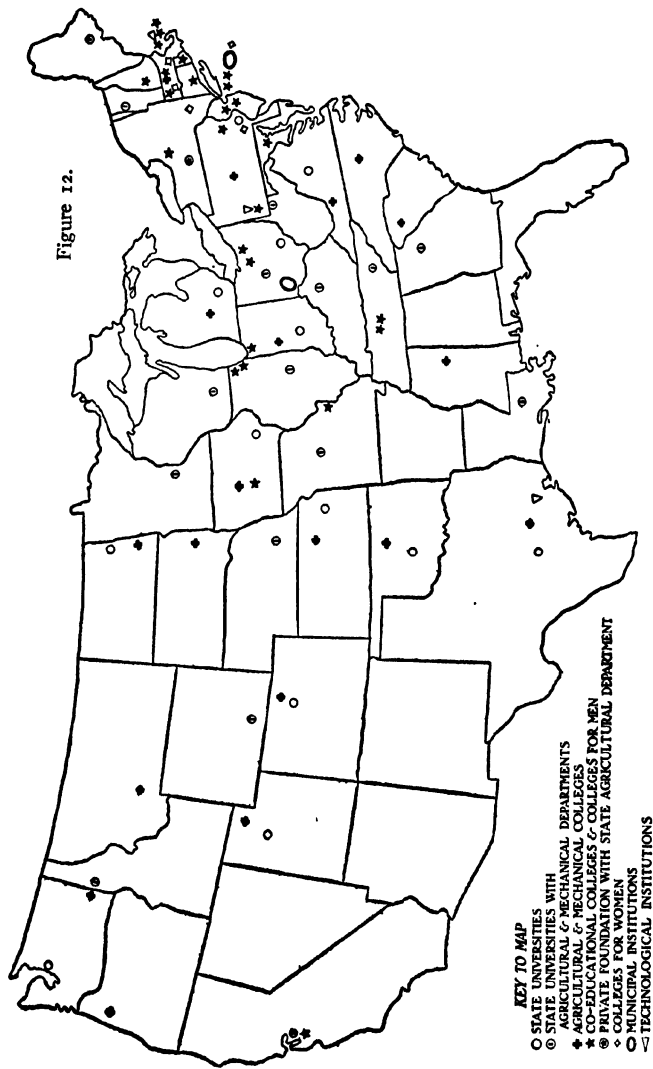 Figure 12.
KEY TO MAP
STATE UNIVERSITIES
STATE UNIVERSITIES WITH
AGRICULTURAL & MECHANICAL DEPARTMENTS
AGRICULTURAL & MECHANICAL COLLEGES
CO-EDUCATIONAL COLLEGES & COLLEGES FOR MEN
PRIVATE FOUNDATION WITH STATE AGRICULTURAL DEPARTMENT
COLLEGES FOR WOMEN
MUNICIPAL INSTITUTIONS
TECHNOLOGICAL INSTITUTIONS